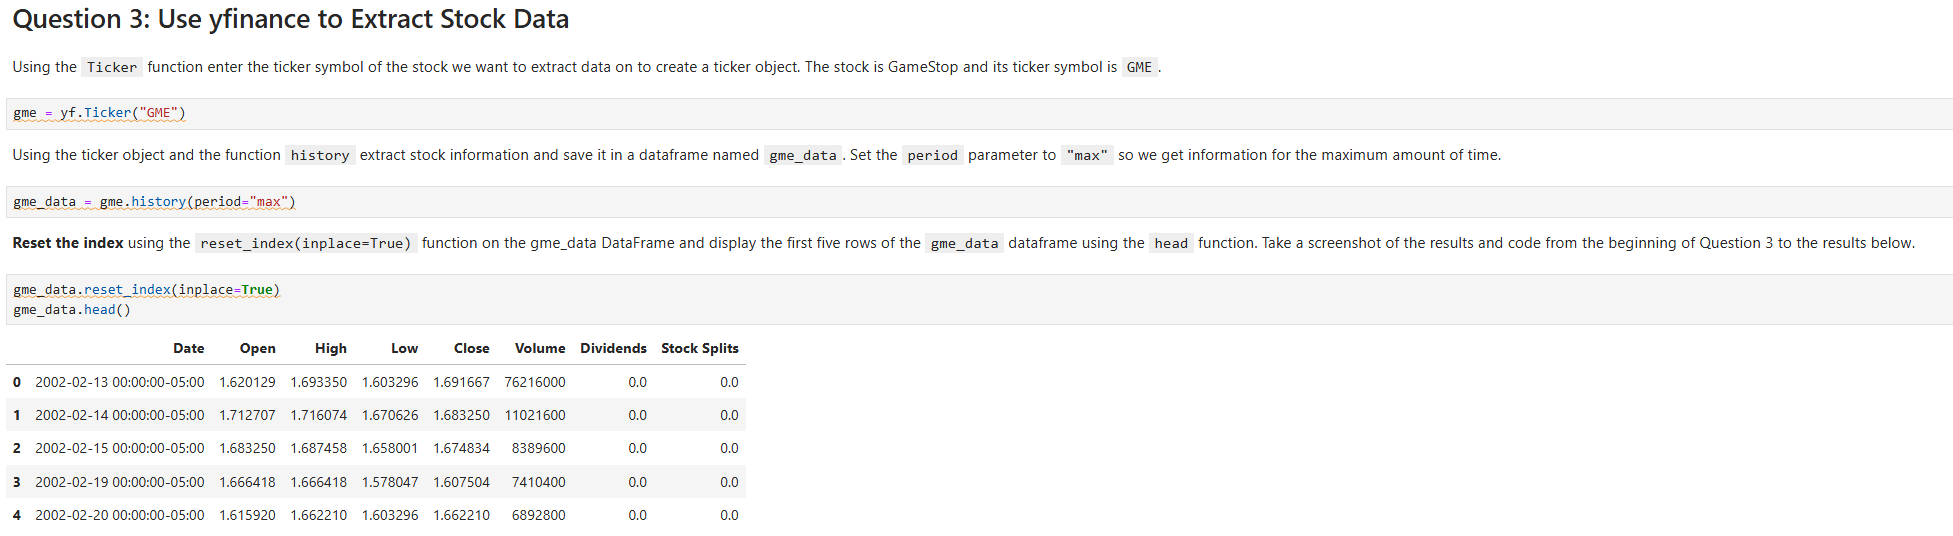 Question 3: Use yfinance to Extract Stock Data
Using the Ticker function enter the ticker symbol of the stock we want to extract data on to create a ticker object. The stock is GameStop and its ticker symbol is GME .
gme = yf.Ticker("GME")
Using the ticker object and the function history extract stock information and save it in a dataframe named gme_data . Set the period parameter to "max" so we get information for the maximum amount of time.
gme_data = gme.history(period="max")
Reset the index using the reset_index(inplace=True) function on the gme_data DataFrame and display the first five rows of the gme_data dataframe using the head function. Take a screenshot of the results and code from the beginning of Question 3 to the results below.
gme_data.reset_index(inplace=True)
gme_data.head()
Date Open High Low Close Volume Dividends Stock Splits
0 2002-02-13 00:00:00-05:00 1.620129 1.693350 1.603296 1.691667 76216000 0.0 0.0
1 2002-02-14 00:00:00-05:00 1.712707 1.716074 1.670626 1.683250 11021600 0.0 0.0
2 2002-02-15 00:00:00-05:00 1.683250 1.687458 1.658001 1.674834 8389600 0.0 0.0
3 2002-02-19 00:00:00-05:00 1.666418 1.666418 1.578047 1.607504 7410400 0.0 0.0
4 2002-02-20 00:00:00-05:00 1.615920 1.662210 1.603296 1.662210 6892800 0.0 0.0